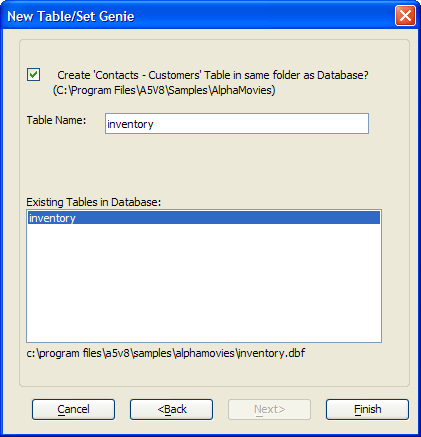 New Table/Set Genie
Create 'Contacts - Customers' Table in same folder as Database?
(C:\Program Files\A5V8\Samples\AlphaMovies)
Table Name: inventory
Existing Tables in Database:
inventory
c:\program files\a5v8\samples\alphamovies\inventory.dbf
Cancel <Back Next> Finish